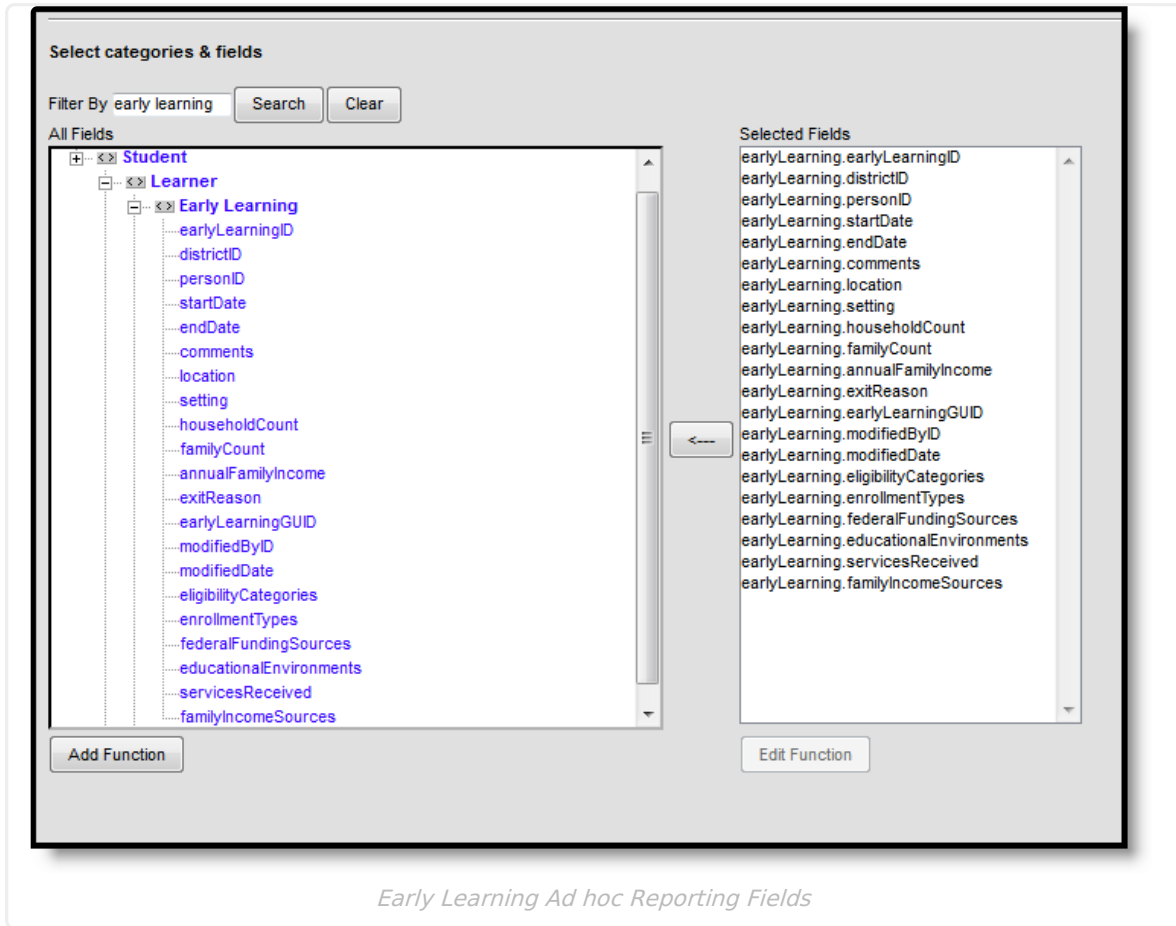 Select categories & fields
Filter By early learning Search Clear
All Fields
Student
Learner
Early Learning
earlyLearningID
districtID
personID
startDate
endDate
comments
location
setting
householdCount
familyCount
annualFamilyIncome
exitReason
earlyLearningGUID
modifiedByID
modifiedDate
eligibilityCategories
enrollmentTypes
federalFundingSources
educationalEnvironments
servicesReceived
familyIncomeSources
Add Function
<---
Selected Fields
earlyLearning.earlyLearningID
earlyLearning.districtID
earlyLearning.personID
earlyLearning.startDate
earlyLearning.endDate
earlyLearning.comments
earlyLearning.location
earlyLearning.setting
earlyLearning.householdCount
earlyLearning.familyCount
earlyLearning.annualFamilyIncome
earlyLearning.exitReason
earlyLearning.earlyLearningGUID
earlyLearning.modifiedByID
earlyLearning.modifiedDate
earlyLearning.eligibilityCategories
earlyLearning.enrollmentTypes
earlyLearning.federalFundingSources
earlyLearning.educationalEnvironments
earlyLearning.servicesReceived
earlyLearning.familyIncomeSources
Edit Function
Early Learning Ad hoc Reporting Fields